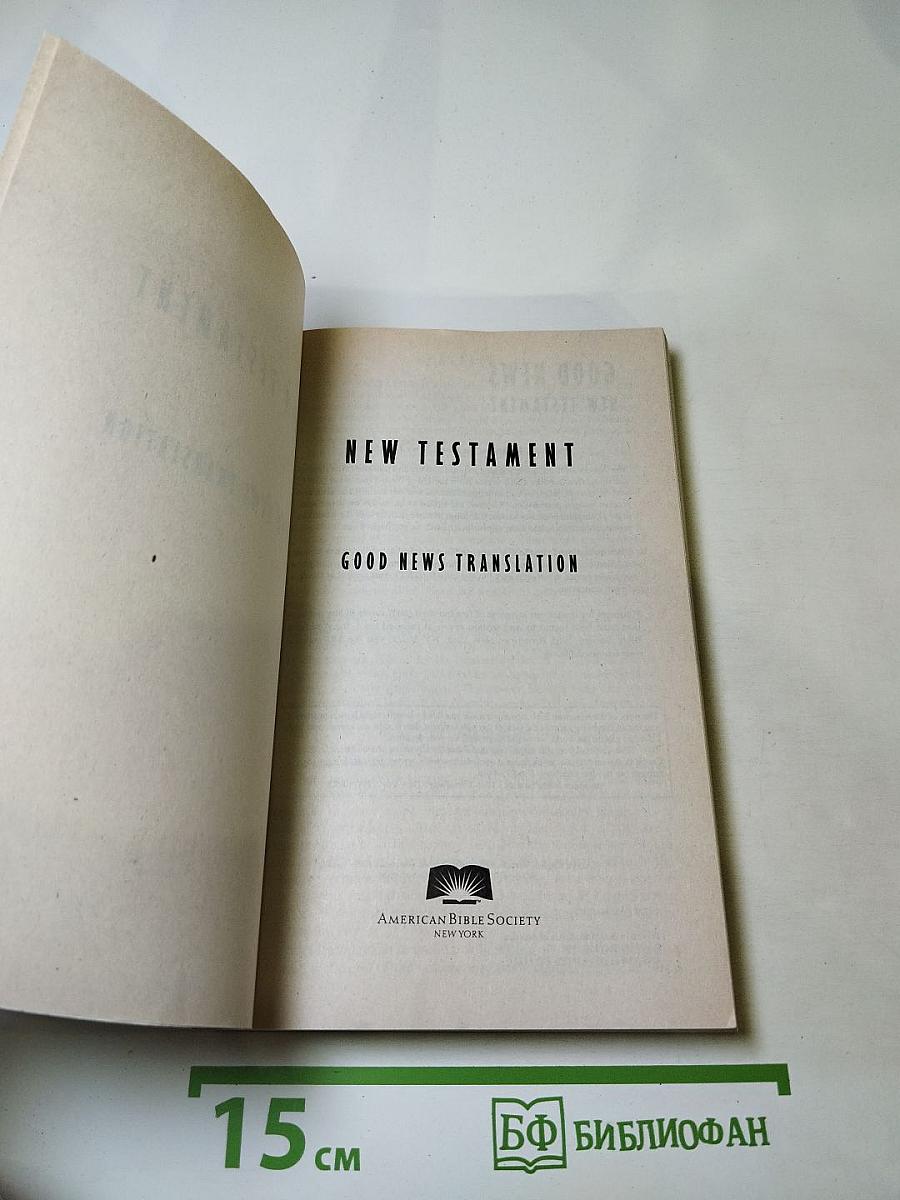 NEW TESTAMENT
GOOD NEWS TRANSLATION
AMERICAN BIBLE SOCIETY
NEW YORK
15 см
БФ БИБЛИОФАН